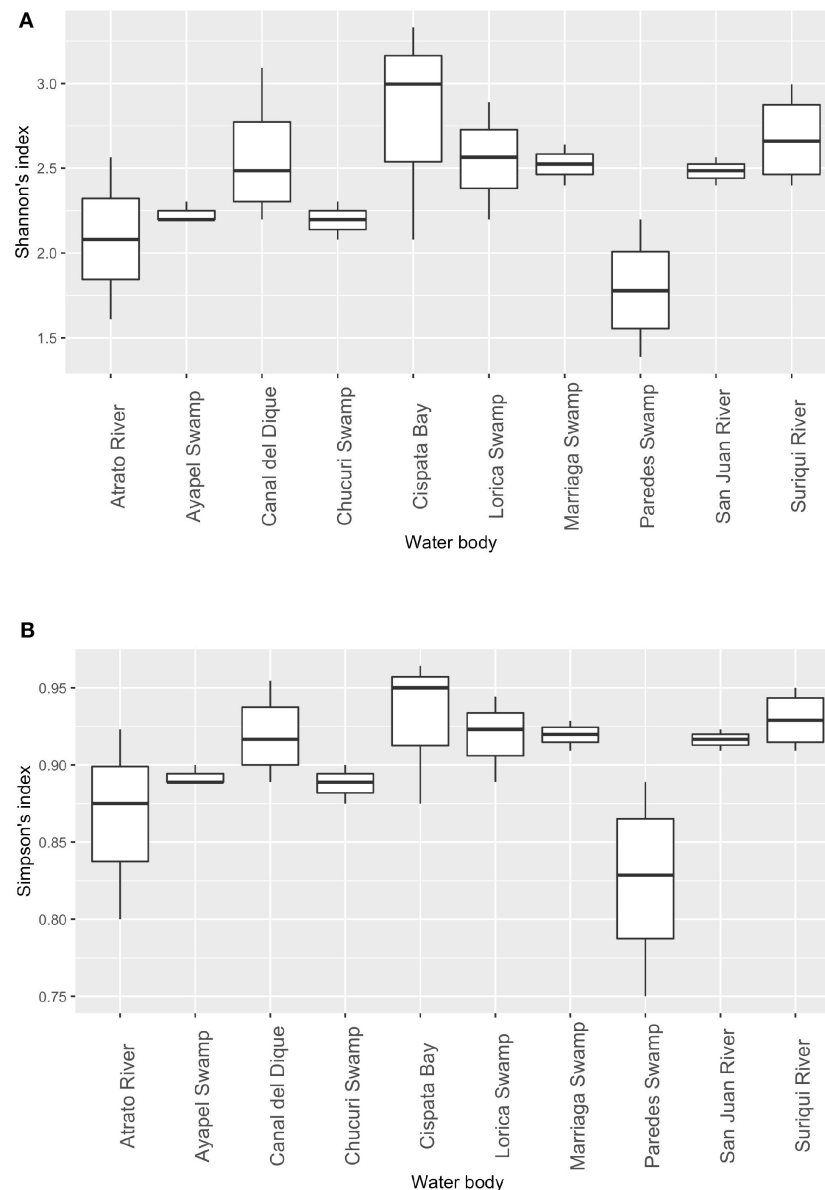 A
Shannon's index
3.0
2.5
2.0
1.5
Atrato River
Ayapel Swamp
Canal del Dique
Chucuri Swamp
Cispata Bay
Lorica Swamp
Marriaga Swamp
Paredes Swamp
San Juan River
Suriqui River
Water body
B
Simpson's index
0.95
0.90
0.85
0.80
0.75
Atrato River
Ayapel Swamp
Canal del Dique
Chucuri Swamp
Cispata Bay
Lorica Swamp
Marriaga Swamp
Paredes Swamp
San Juan River
Suriqui River
Water body